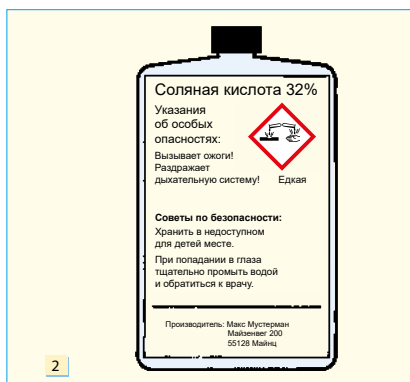 Соляная кислота 32%
Указания
об особых
опасностях:
Вызывает ожоги!
Раздражает
дыхательную систему!
Едкая
Советы по безопасности:
Хранить в недоступном
для детей месте.
При попадании в глаза
тщательно промыть водой
и обратиться к врачу.
Производитель: Макс Мустерман
Майзенвег 200
55128 Майнц
2